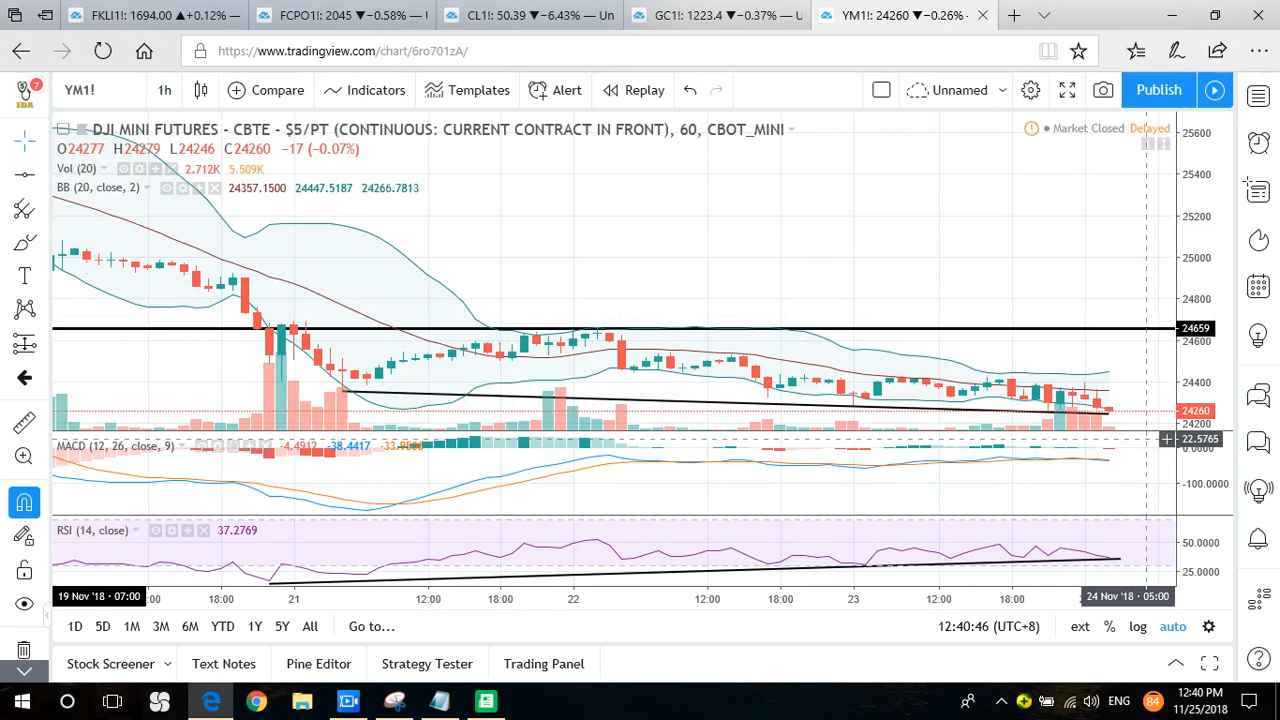 FKLI1!: 1694.00 ▲+0.12%
FCPO1!: 2045 ▼−0.58%
CL1!: 50.39 ▼−6.43% — Un
GC1!: 1223.4 ▼−0.37% — U
YM1!: 24260 ▼−0.26%
https://www.tradingview.com/chart/6ro701zA/
7
IDA
YM1! 1h Compare Indicators Templates Alert Replay Unnamed Publish
DJI MINI FUTURES - CBTE - $5/PT (CONTINUOUS: CURRENT CONTRACT IN FRONT), 60, CBOT_MINI
Market Closed Delayed
O24277 H24279 L24246 C24260 −17 (−0.07%)
Vol (20) 2.712K 5.509K
BB (20, close, 2) 24357.1500 24447.5187 24266.7813
25600
25400
25200
25000
24800
24659
24600
24400
24260
24200
MACD (12, 26, close, 9) -4.4912 -38.4417
22.5765
0.0000
-100.0000
RSI (14, close) 37.2769
50.0000
25.0000
19 Nov '18 · 07:00 :00 18:00 21 12:00 18:00 22 12:00 18:00 23 12:00 18:00 24 Nov '18 · 05:00
1D 5D 1M 3M 6M YTD 1Y 5Y All Go to... 12:40:46 (UTC+8) ext % log auto
Stock Screener Text Notes Pine Editor Strategy Tester Trading Panel
ENG 84 12:40 PM
11/25/2018